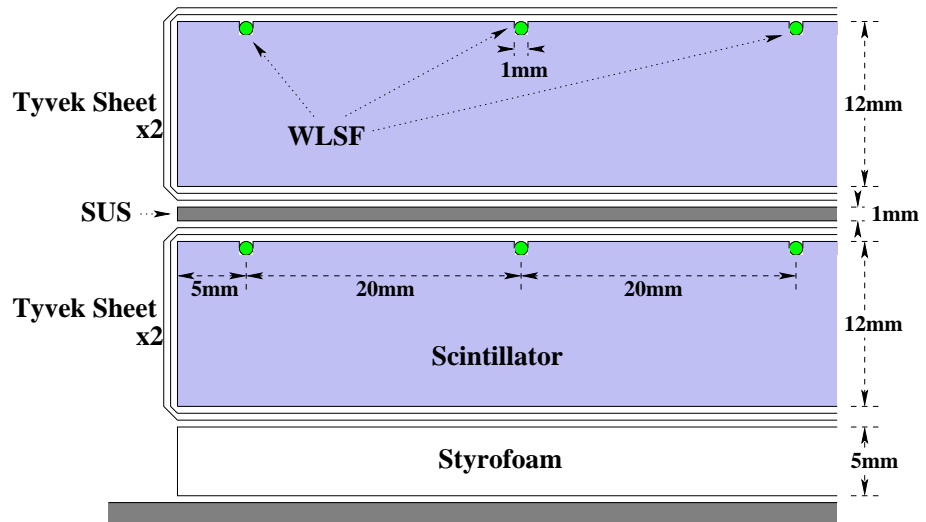 1mm
Tyvek Sheet
x2
WLSF
12mm
SUS
1mm
5mm
20mm
20mm
Tyvek Sheet
x2
12mm
Scintillator
Styrofoam
5mm